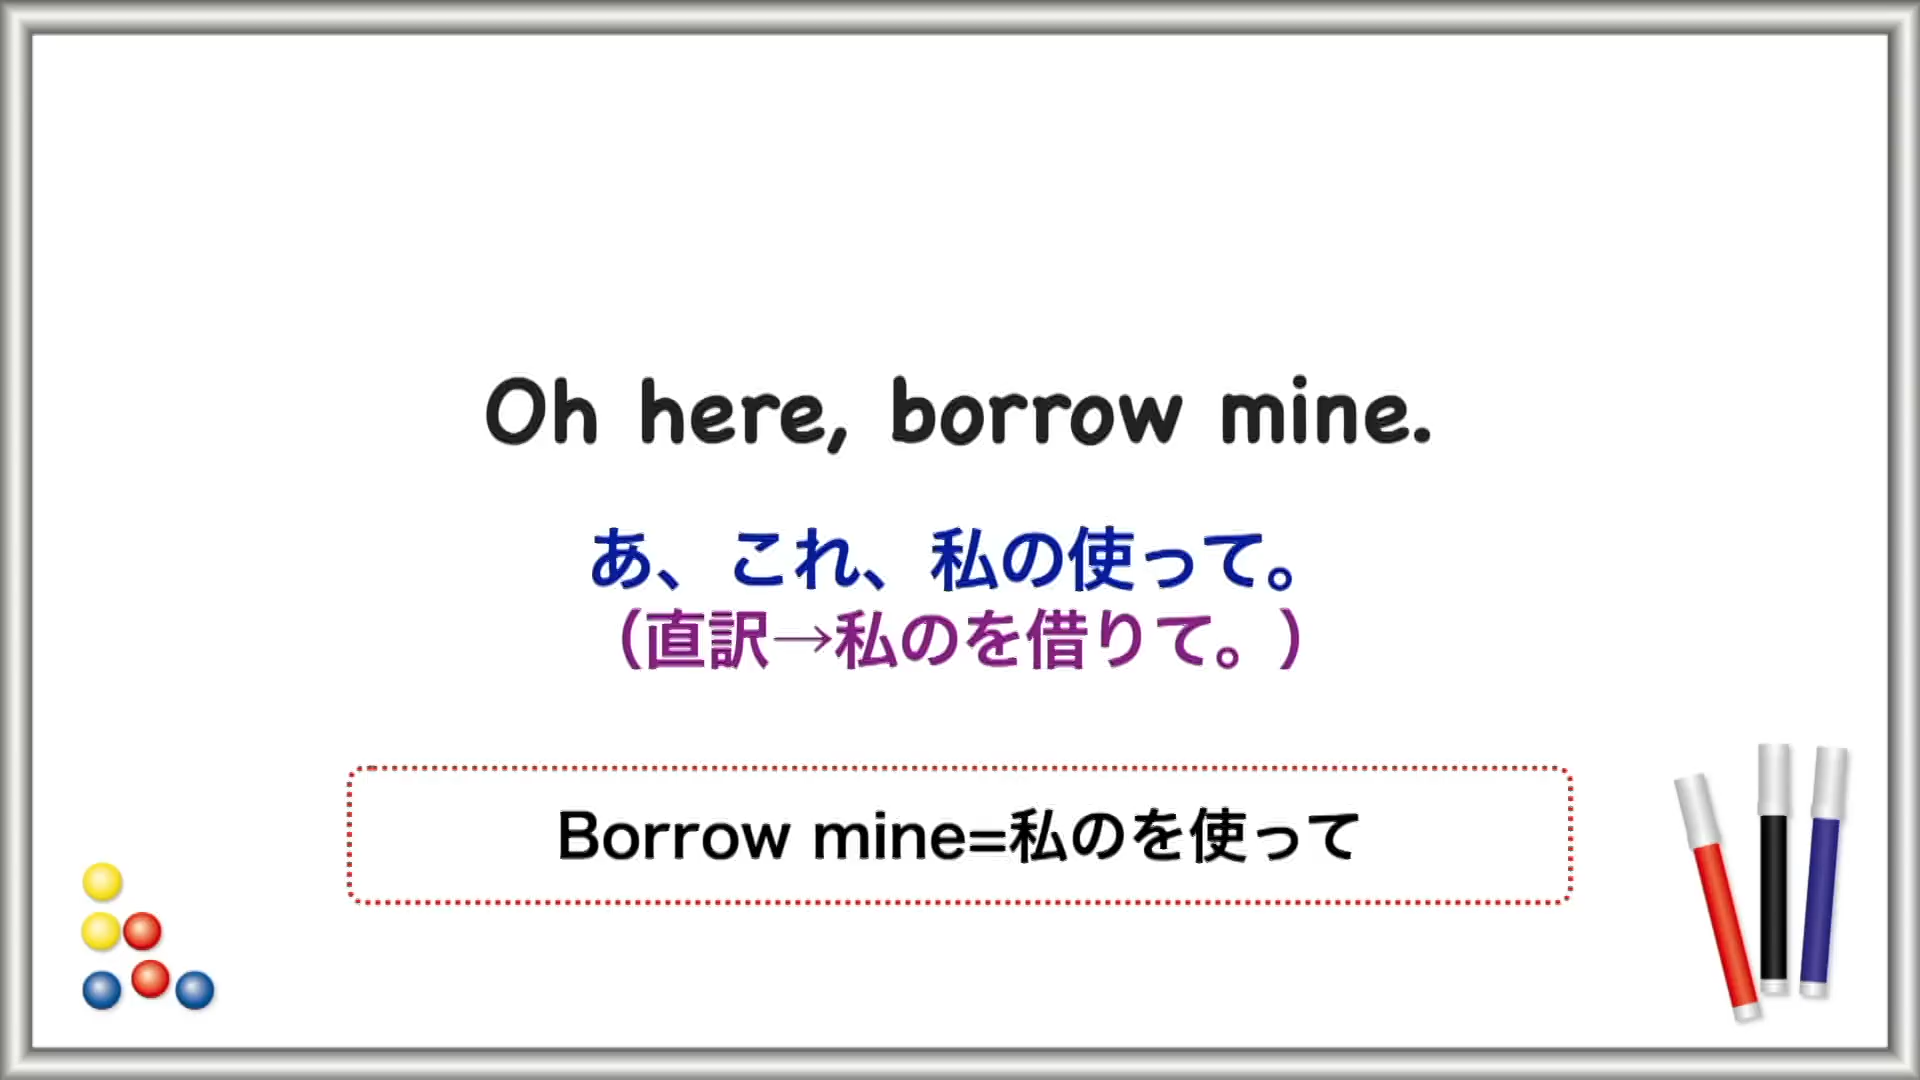 Oh here, borrow mine.
あ、これ、私の使って。
（直訳→私のを借りて。）
Borrow mine=私のを使って